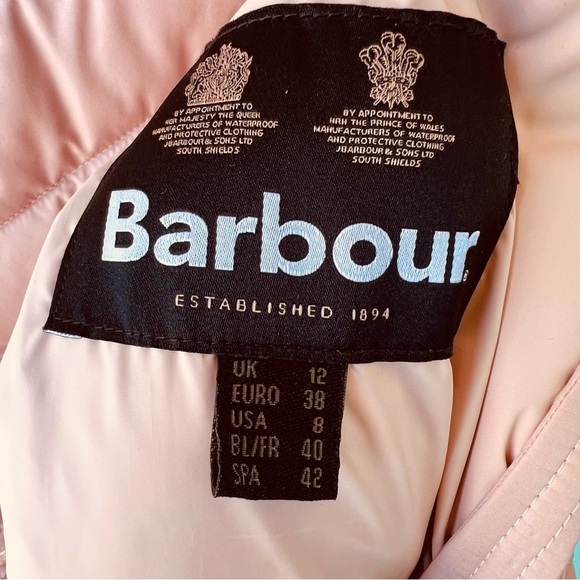 BY APPOINTMENT TO
HER MAJESTY THE QUEEN
MANUFACTURERS OF WATERPROOF
AND PROTECTIVE CLOTHING
JBARBOUR & SONS LTD
SOUTH SHIELDS
BY APPOINTMENT TO
HRH THE PRINCE OF WALES
MANUFACTURERS OF WATERPROOF
AND PROTECTIVE CLOTHING
JBARBOUR & SONS LTD
SOUTH SHIELDS
Barbour
ESTABLISHED 1894
UK 12
EURO 38
USA 8
BL/FR 40
SPA 42